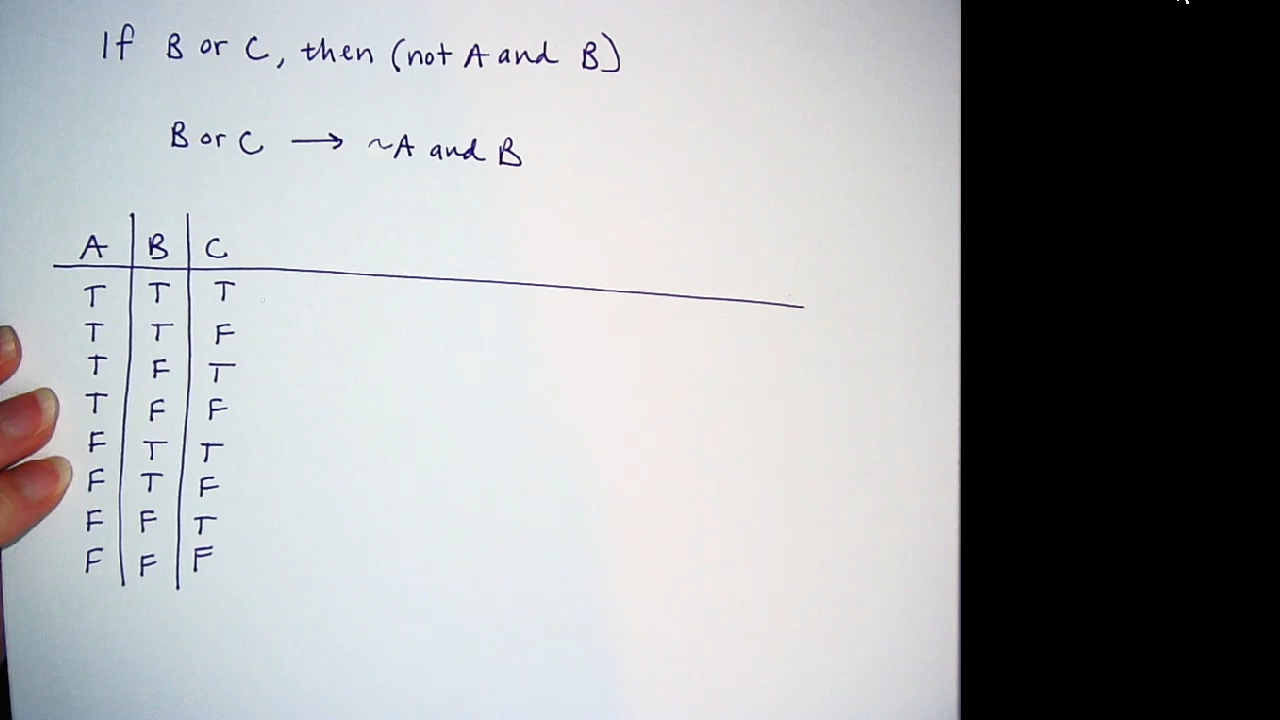 If B or C, then (not A and B)
B or C → ~A and B
A B C
T T T
T T F
T F T
T F F
F T T
F T F
F F T
F F F